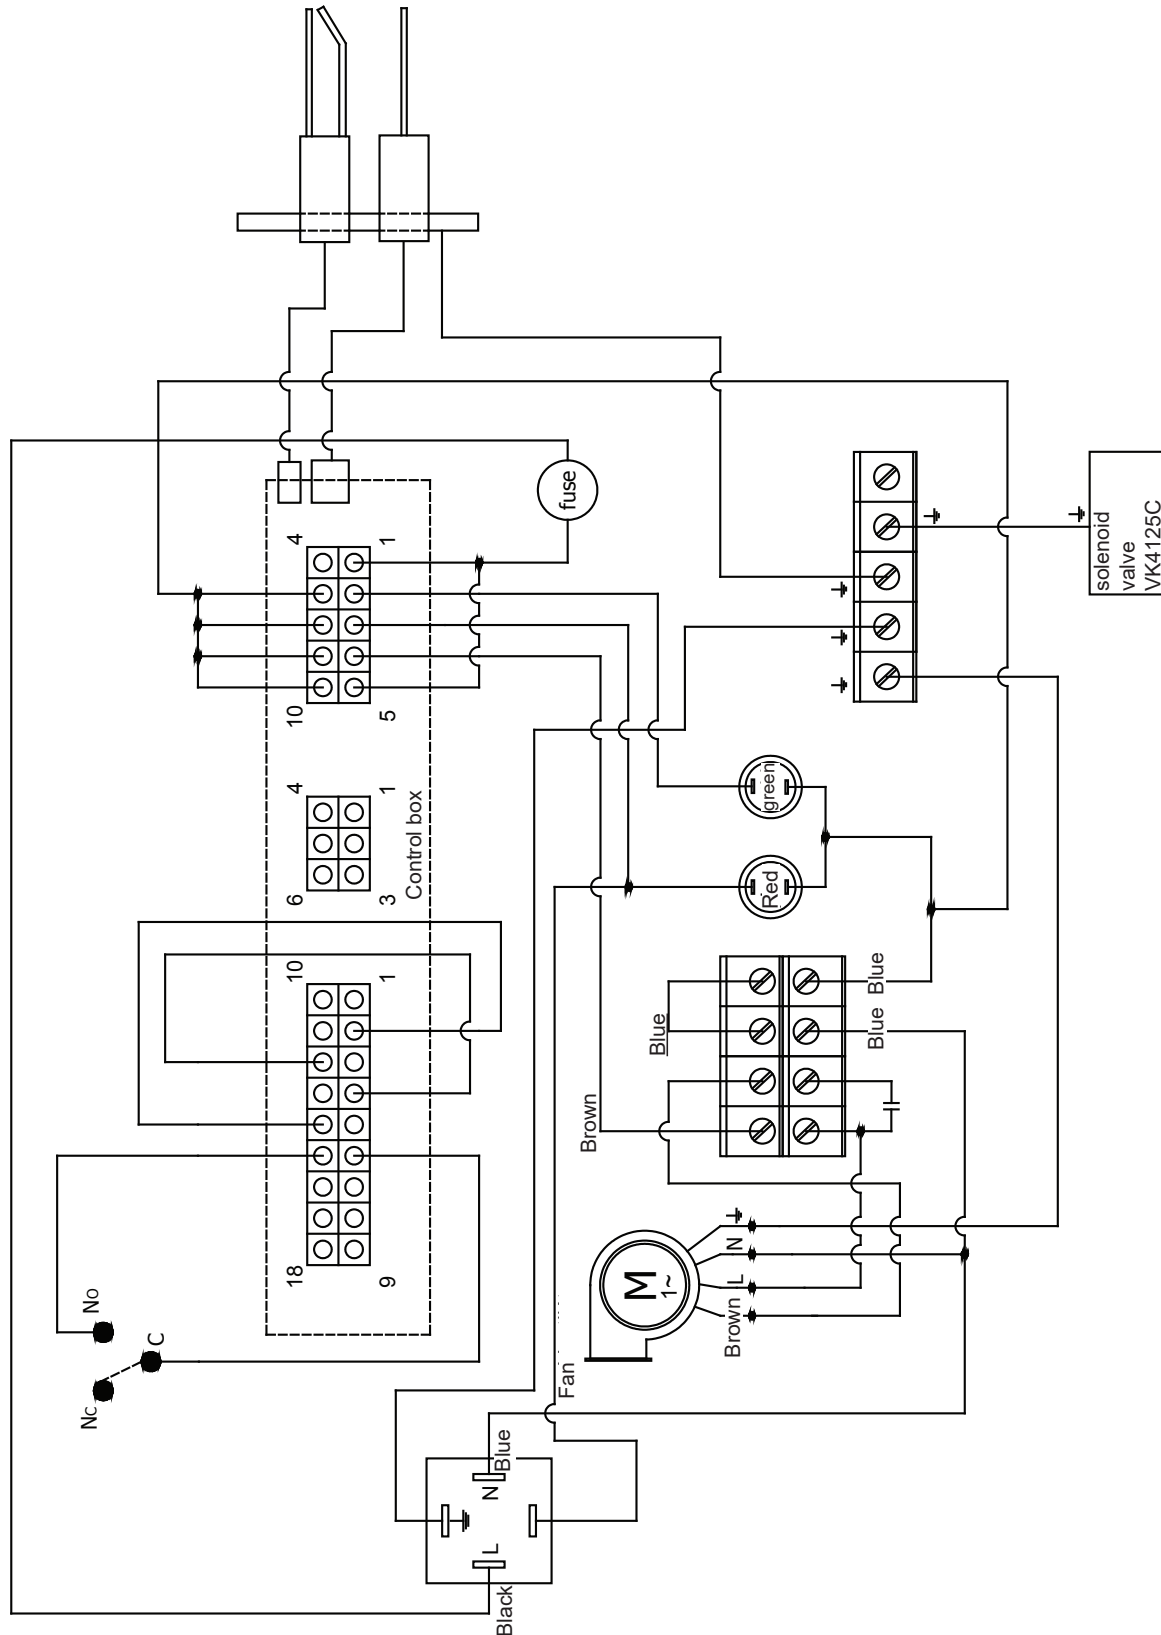 4
1
10
5
fuse
4
1
6
3
Control box
10
1
18
9
No
C
Nc
green
Red
solenoid
valve
VK4125C
Blue
Blue
Blue
Brown
N
L
Brown
M
1~
Fan
Blue
N
L
Black